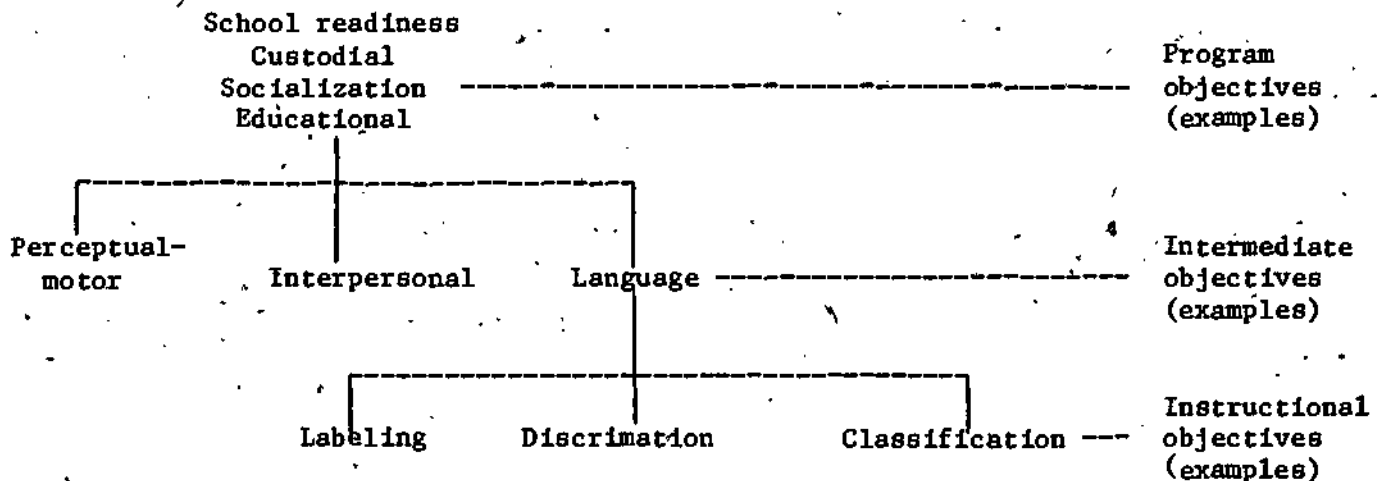 School readiness
Custodial
Socialization
Educational
Program
objectives
(examples)
Perceptual-
motor
Interpersonal
Language
Intermediate
objectives
(examples)
Labeling
Discrimation
Classification
Instructional
objectives
(examples)